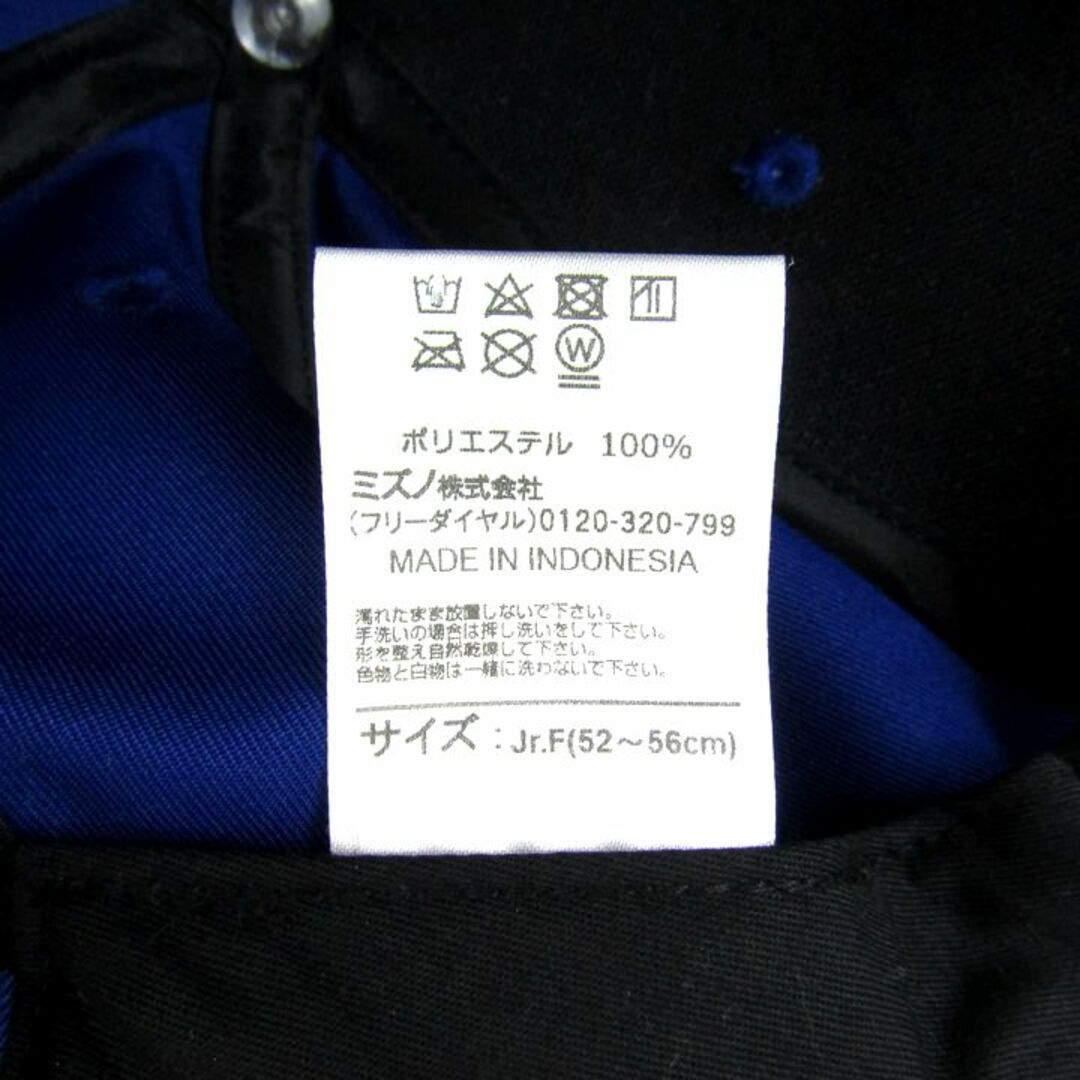 W
ポリエステル 100%
ミズノ株式会社
(フリーダイヤル)0120-320-799
MADE IN INDONESIA
濡れたまま放置しないで下さい。
手洗いの場合は押し洗いをして下さい。
形を整え自然乾燥して下さい。
色物と白物は一緒に洗わないで下さい。
サイズ : Jr.F(52～56cm)